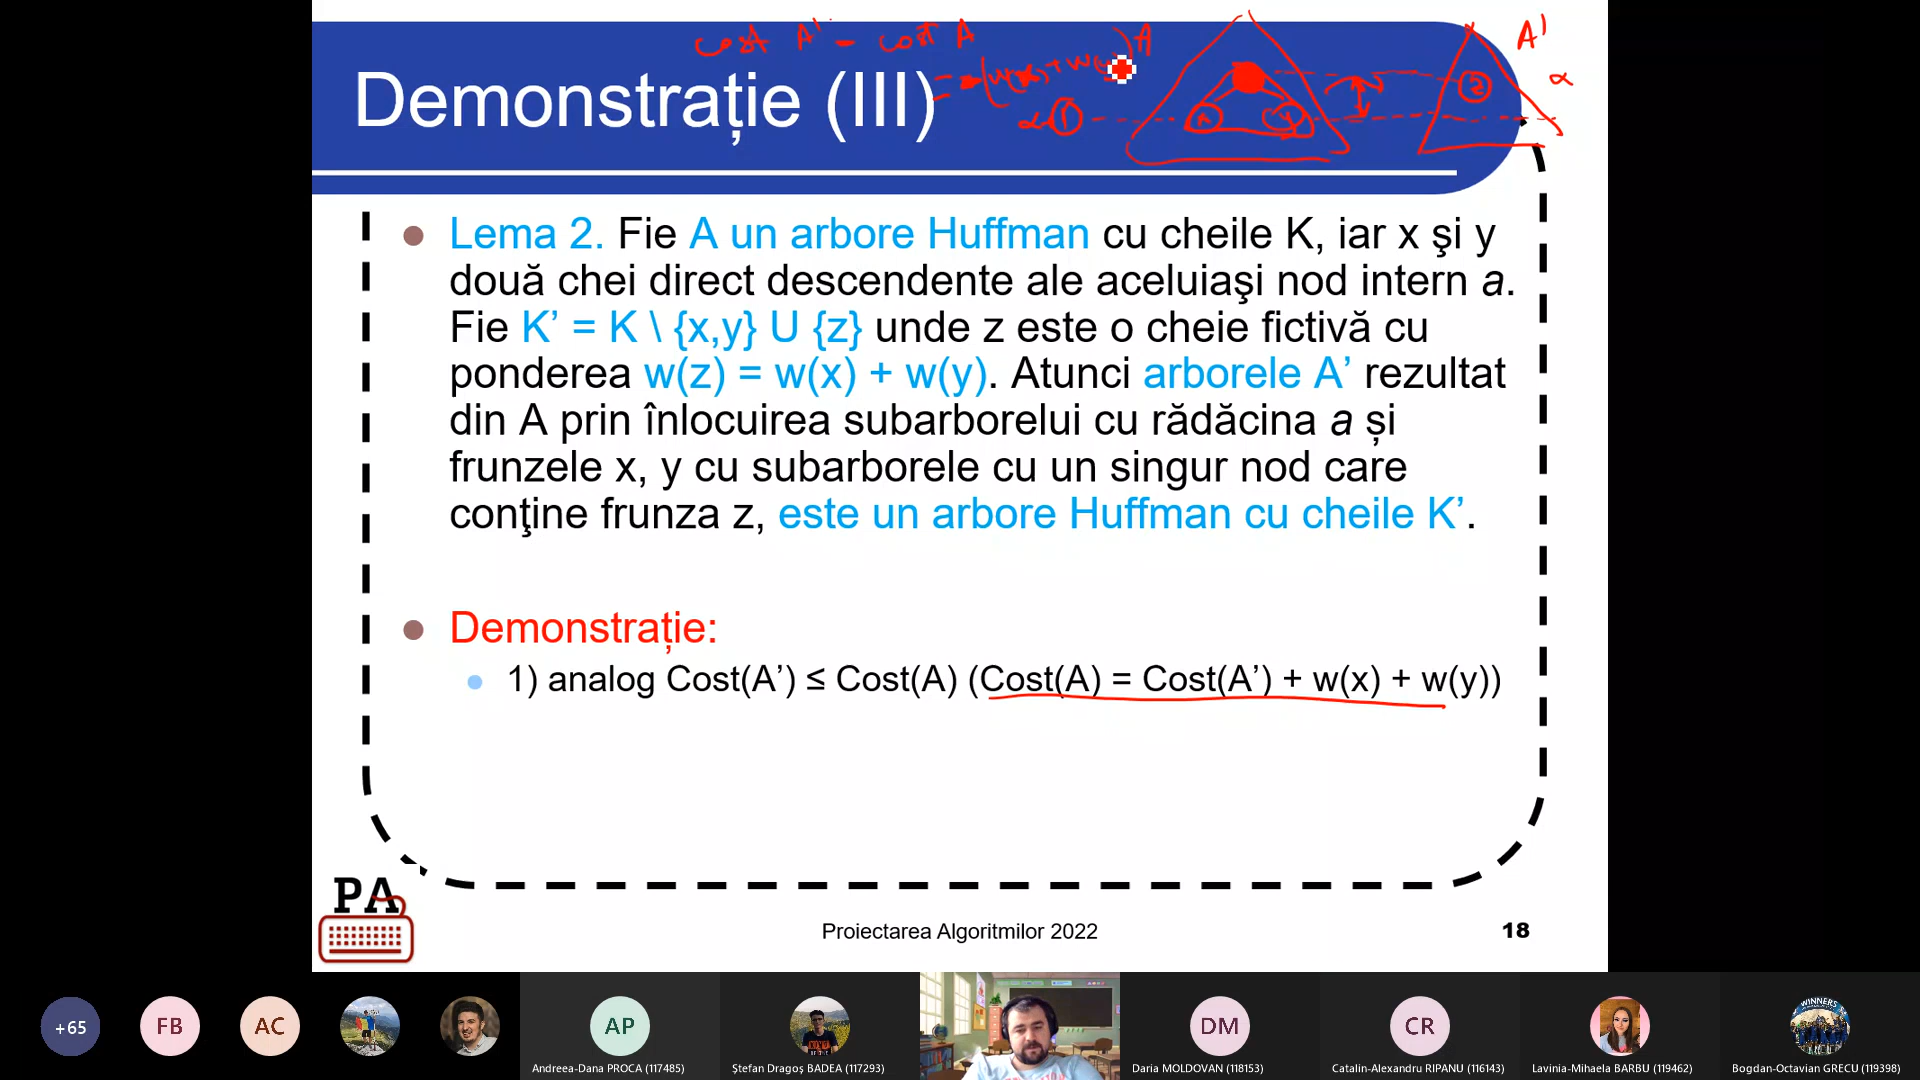 cost A' - cost A
= -(w(x) + w(y))
A
A'
α
z
α 1
x
y
Demonstrație (III)
Lema 2. Fie A un arbore Huffman cu cheile K, iar x şi y
două chei direct descendente ale aceluiaşi nod intern a.
Fie K’ = K \ {x,y} U {z} unde z este o cheie fictivă cu
ponderea w(z) = w(x) + w(y). Atunci arborele A’ rezultat
din A prin înlocuirea subarborelui cu rădăcina a și
frunzele x, y cu subarborele cu un singur nod care
conţine frunza z, este un arbore Huffman cu cheile K’.
Demonstrație:
1) analog Cost(A’) ≤ Cost(A) (Cost(A) = Cost(A’) + w(x) + w(y))
PA
Proiectarea Algoritmilor 2022
18
+65
FB
AC
AP
DM
CR
WINNERS
Andreea-Dana PROCA (117485)
Ştefan Dragoş BADEA (117293)
Daria MOLDOVAN (118153)
Catalin-Alexandru RIPANU (116143)
Lavinia-Mihaela BARBU (119462)
Bogdan-Octavian GRECU (119398)